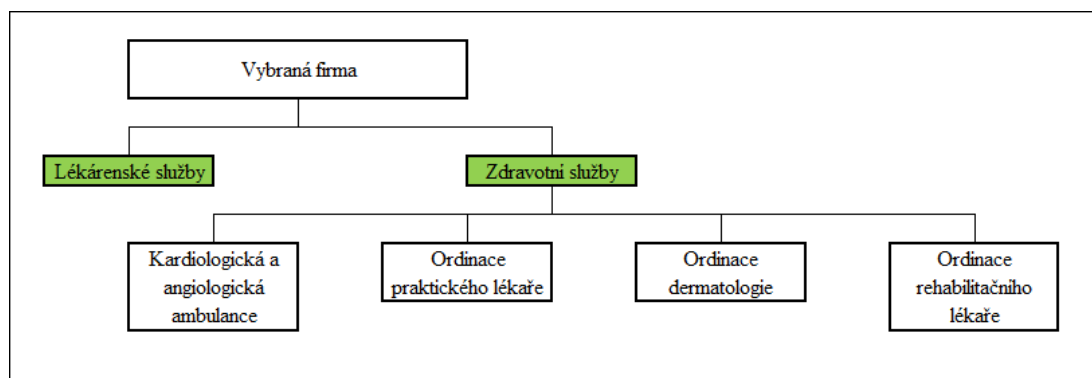 Vybraná firma
Lékárenské služby
Zdravotní služby
Kardiologická a
angiologická
ambulance
Ordinace
praktického lékaře
Ordinace
dermatologie
Ordinace
rehabilitačního
lékaře